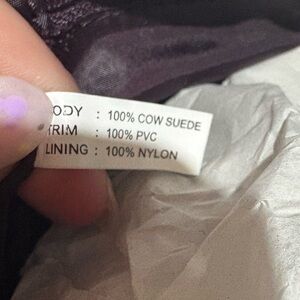 ODY : 100% COW SUEDE
RIM : 100% PVC
LINING : 100% NYLON